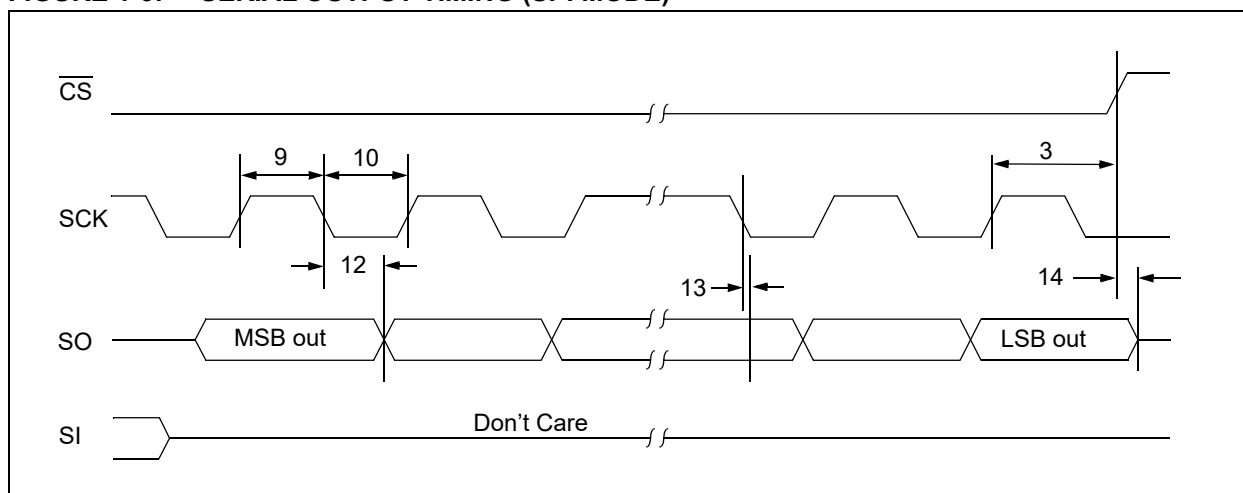 FIGURE 1-3: SERIAL OUTPUT TIMING (SPI MODE)
CS
9 10 3
SCK
12 13 14
SO MSB out LSB out
SI Don't Care